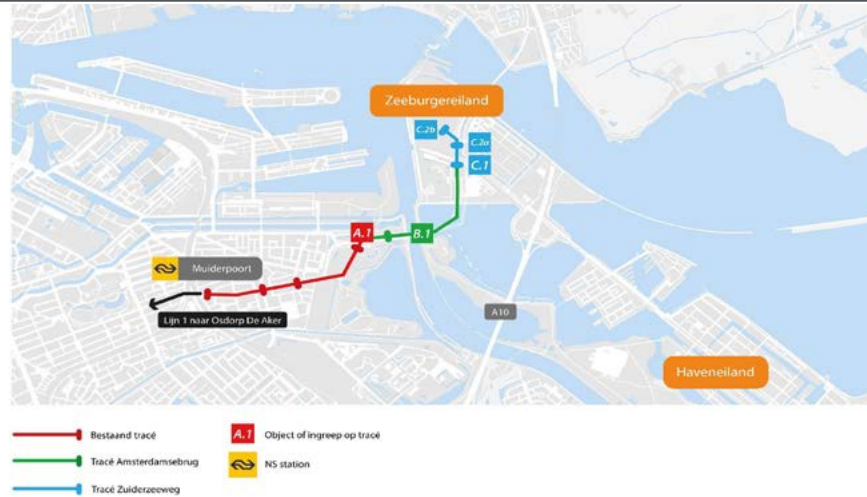 Zeeburgereiland
C.2b
C.2a
C.1
A.1
B.1
Muiderpoort
Lijn 1 naar Osdorp De Aker
A10
Haveneiland
Bestaand tracé
A.1 Object of ingreep op tracé
Tracé Amsterdamsebrug
NS station
Tracé Zuiderzeeweg